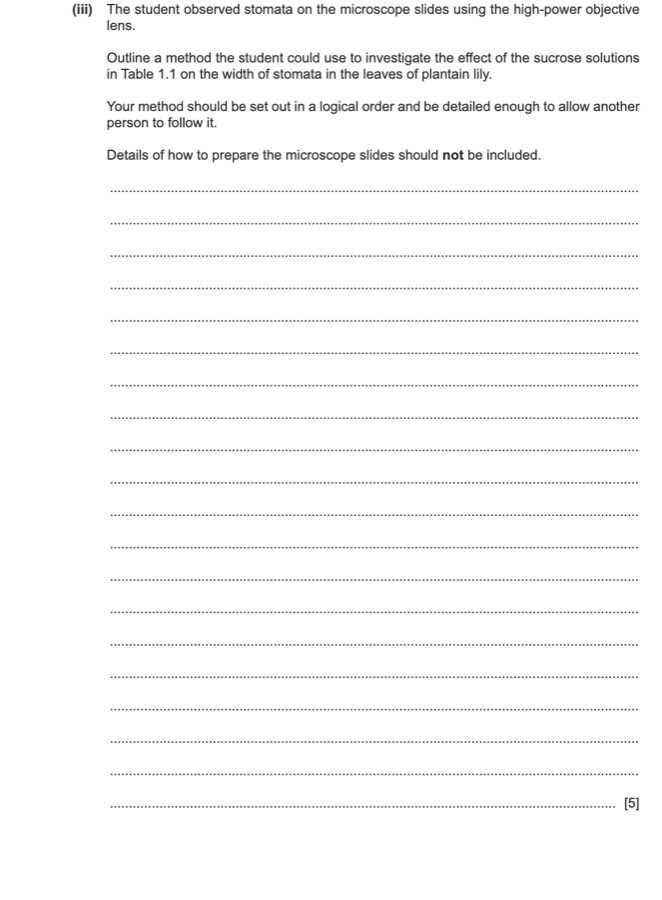 (iii) The student observed stomata on the microscope slides using the high-power objective
lens.
Outline a method the student could use to investigate the effect of the sucrose solutions
in Table 1.1 on the width of stomata in the leaves of plantain lily.
Your method should be set out in a logical order and be detailed enough to allow another
person to follow it.
Details of how to prepare the microscope slides should not be included.
[5]